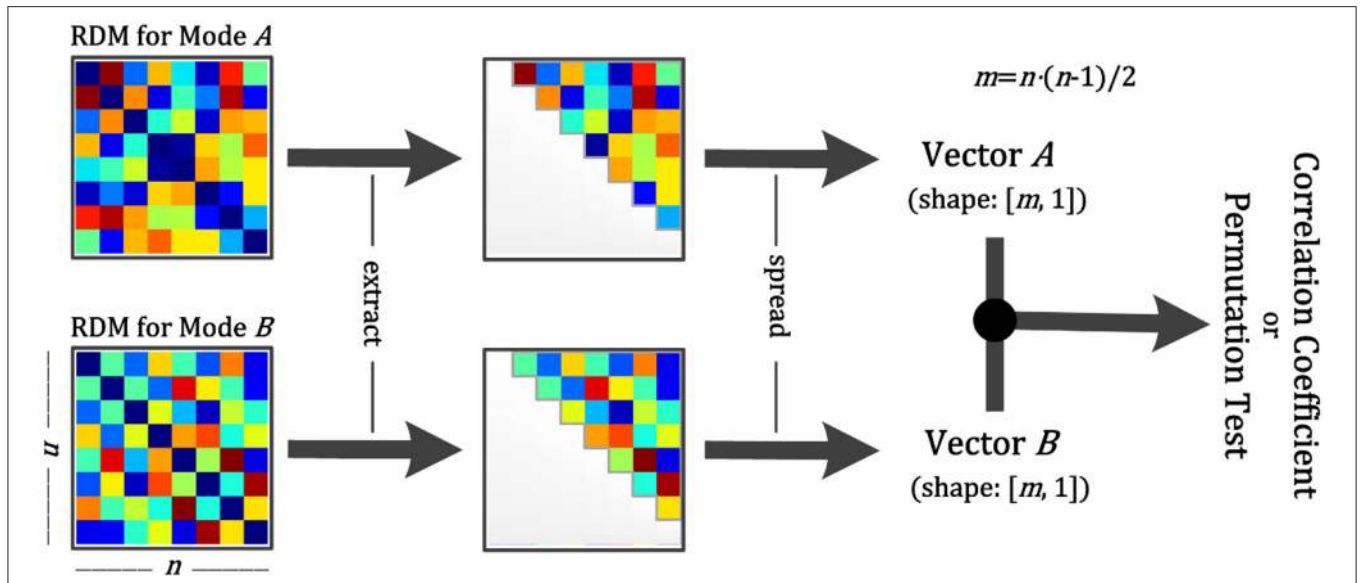 RDM for Mode A
m=n·(n-1)/2
Vector A
(shape: [m, 1])
extract
spread
Correlation Coefficient
or
Permutation Test
RDM for Mode B
n
n
Vector B
(shape: [m, 1])